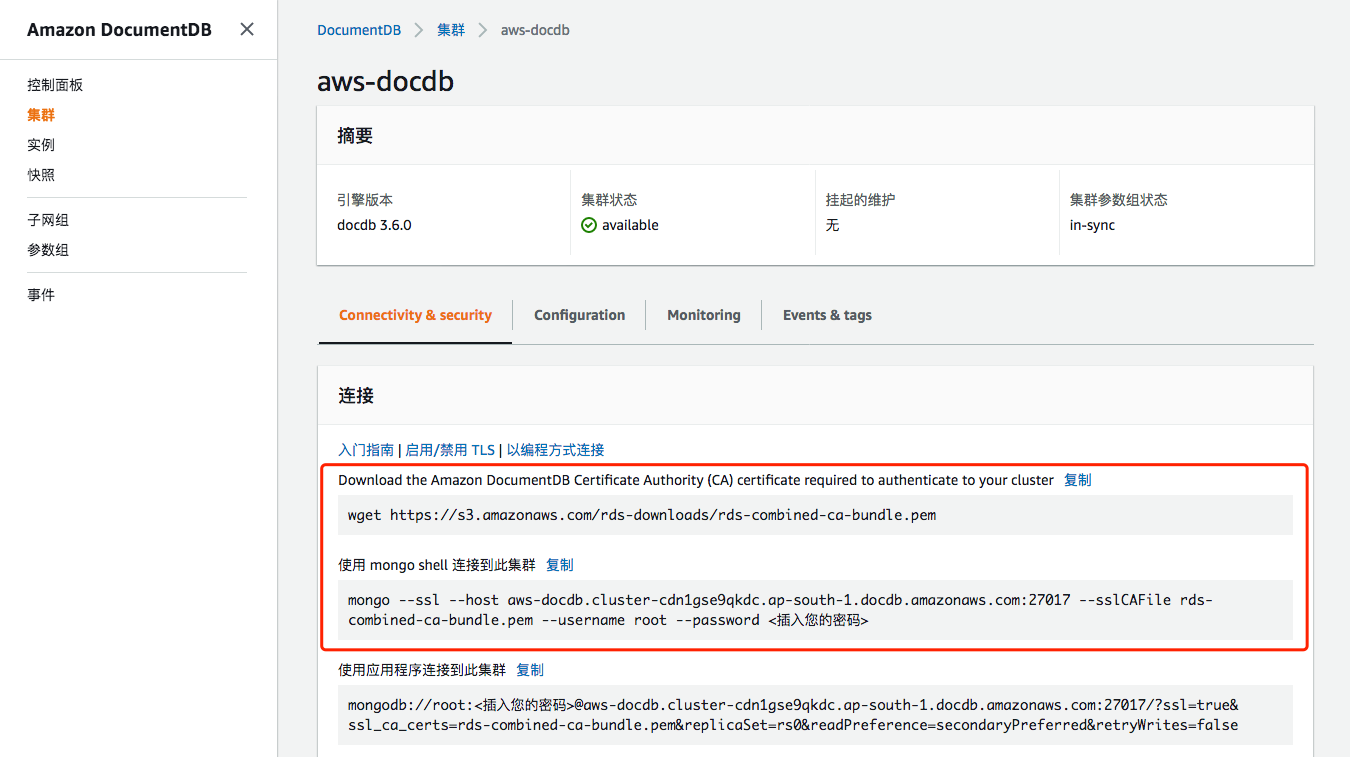 Amazon DocumentDB
控制面板
集群
实例
快照
子网组
参数组
事件
DocumentDB
集群
aws-docdb
aws-docdb
摘要
引擎版本
docdb 3.6.0
集群状态
available
挂起的维护
无
集群参数组状态
in-sync
Connectivity & security
Configuration
Monitoring
Events & tags
连接
入门指南 | 启用/禁用 TLS | 以编程方式连接
Download the Amazon DocumentDB Certificate Authority (CA) certificate required to authenticate to your cluster 复制
wget https://s3.amazonaws.com/rds-downloads/rds-combined-ca-bundle.pem
使用 mongo shell 连接到此集群 复制
mongo --ssl --host aws-docdb.cluster-cdn1gse9qkdc.ap-south-1.docdb.amazonaws.com:27017 --sslCAFile rds-
combined-ca-bundle.pem --username root --password <插入您的密码>
使用应用程序连接到此集群 复制
mongodb://root:<插入您的密码>@aws-docdb.cluster-cdn1gse9qkdc.ap-south-1.docdb.amazonaws.com:27017/?ssl=true&
ssl_ca_certs=rds-combined-ca-bundle.pem&replicaSet=rs0&readPreference=secondaryPreferred&retryWrites=false